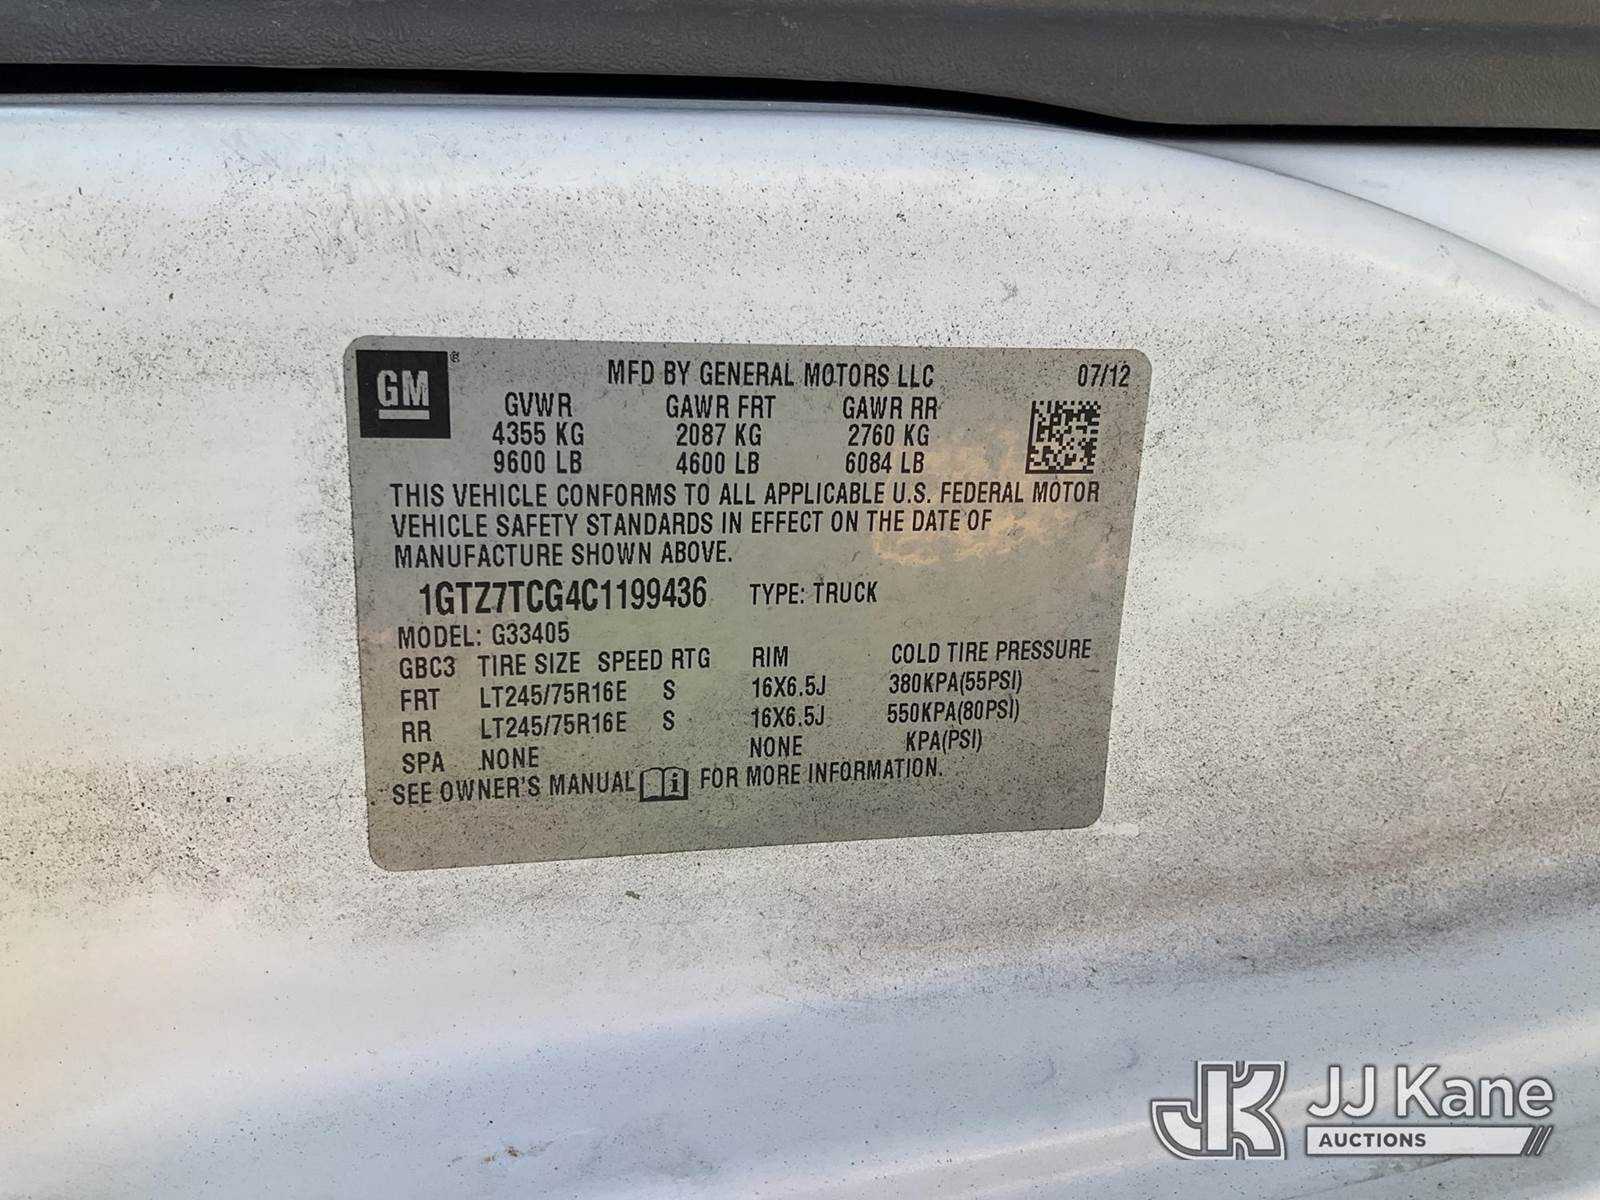 GM ®
MFD BY GENERAL MOTORS LLC 07/12
GVWR GAWR FRT GAWR RR
4355 KG 2087 KG 2760 KG
9600 LB 4600 LB 6084 LB
THIS VEHICLE CONFORMS TO ALL APPLICABLE U.S. FEDERAL MOTOR
VEHICLE SAFETY STANDARDS IN EFFECT ON THE DATE OF
MANUFACTURE SHOWN ABOVE.
1GTZ7TCG4C1199436 TYPE: TRUCK
MODEL: G33405
GBC3 TIRE SIZE SPEED RTG RIM COLD TIRE PRESSURE
FRT LT245/75R16E S 16X6.5J 380KPA(55PSI)
RR LT245/75R16E S 16X6.5J 550KPA(80PSI)
SPA NONE NONE KPA(PSI)
SEE OWNER'S MANUAL i FOR MORE INFORMATION.
JK JJ Kane
AUCTIONS